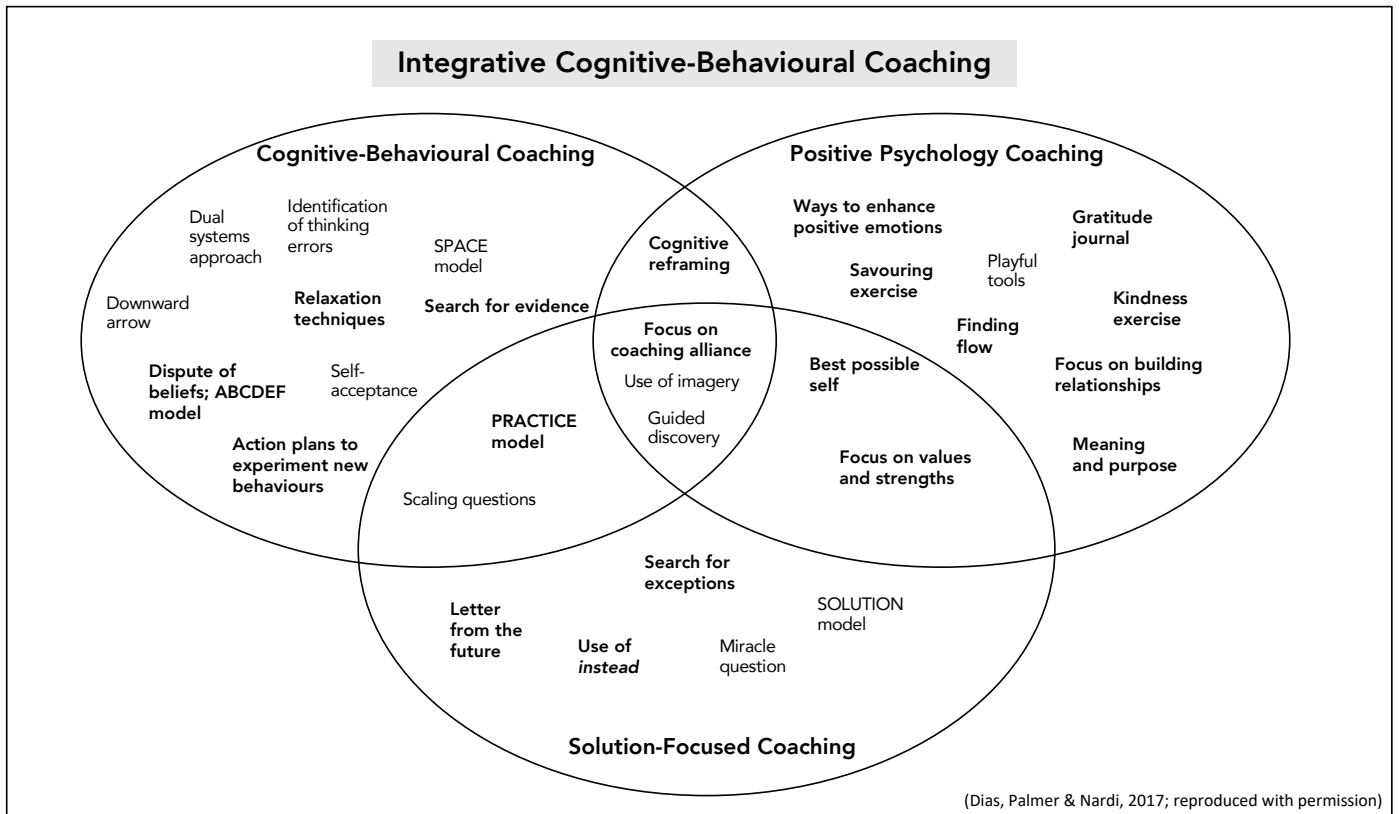 Integrative Cognitive-Behavioural Coaching
Cognitive-Behavioural Coaching
Dual
systems
approach
Identification
of thinking
errors
SPACE
model
Downward
arrow
Relaxation
techniques
Search for evidence
Dispute of
beliefs; ABCDEF
model
Self-
acceptance
Action plans to
experiment new
behaviours
Cognitive
reframing
Positive Psychology Coaching
Ways to enhance
positive emotions
Gratitude
journal
Savouring
exercise
Playful
tools
Kindness
exercise
Finding
flow
Focus on building
relationships
Meaning
and purpose
Focus on
coaching alliance
Use of imagery
Guided
discovery
Best possible
self
Focus on values
and strengths
PRACTICE
model
Scaling questions
Search for
exceptions
Letter
from the
future
Use of
instead
Miracle
question
SOLUTION
model
Solution-Focused Coaching
(Dias, Palmer & Nardi, 2017; reproduced with permission)